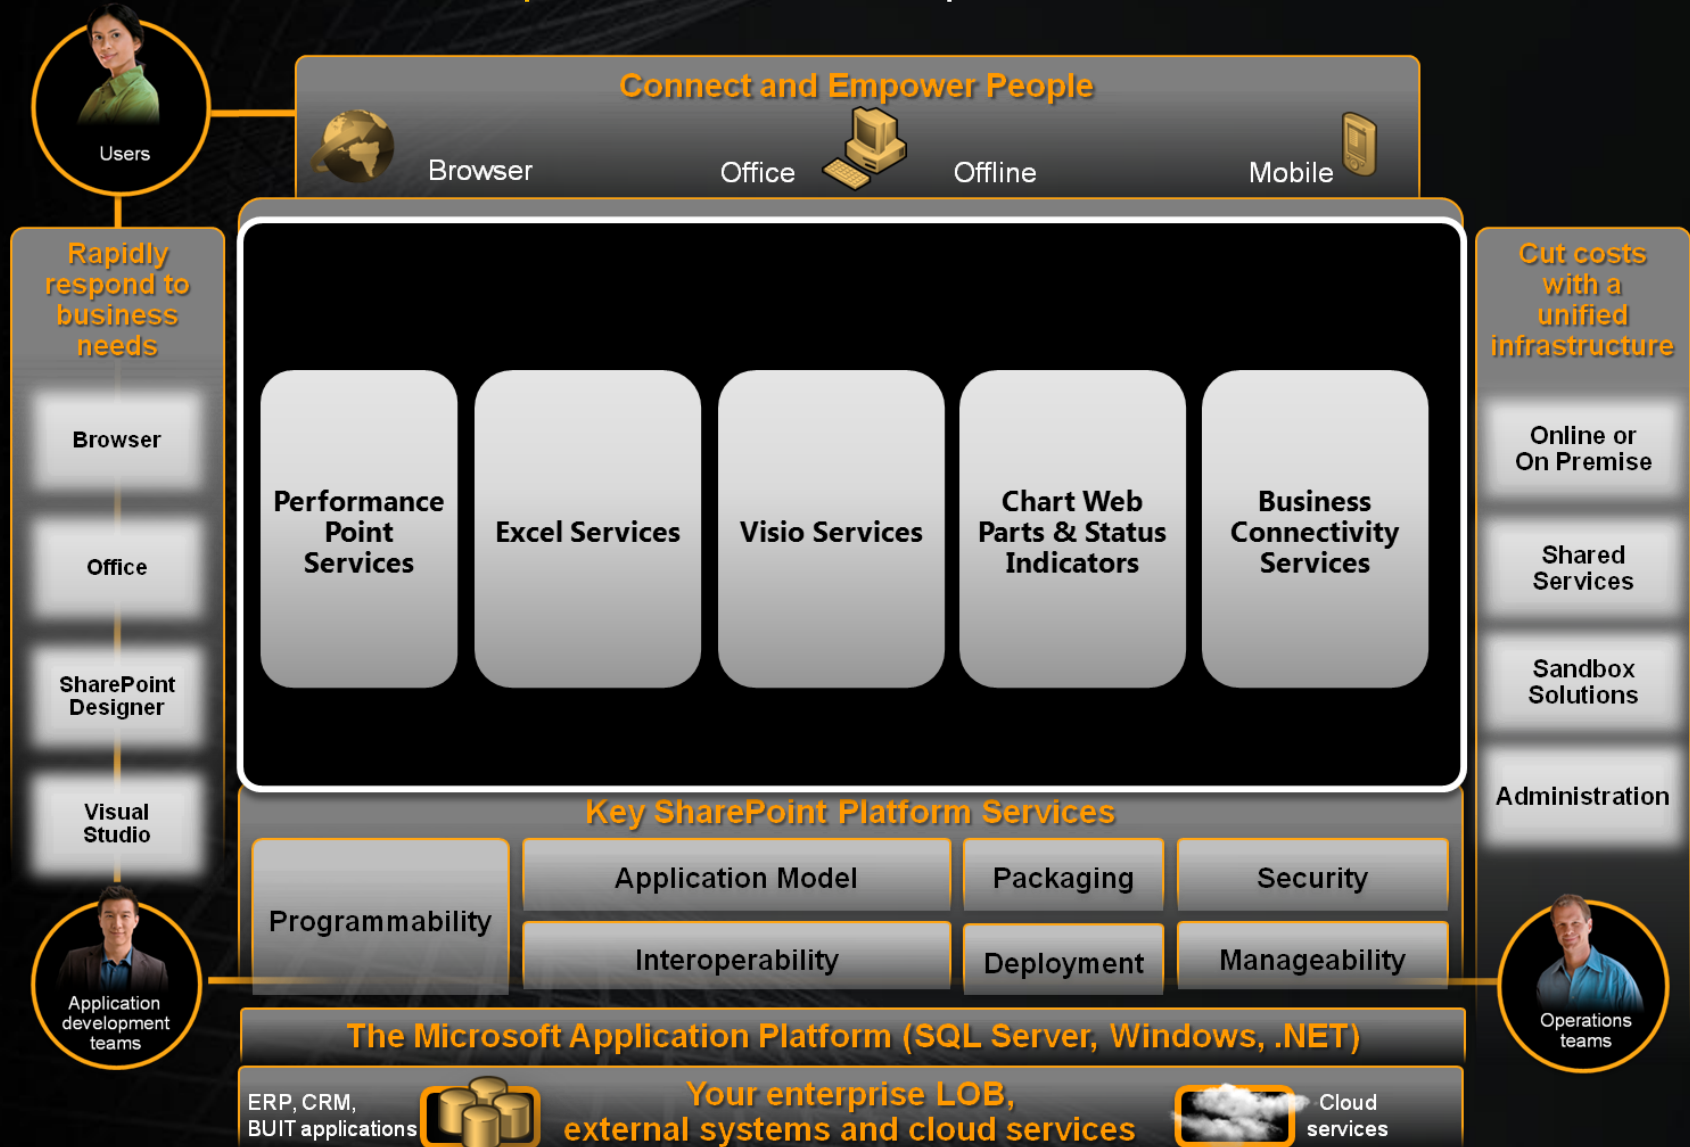 Connect and Empower People
Users
Browser
Office
Offline
Mobile
Rapidly
respond to
business
needs
Browser
Office
SharePoint
Designer
Visual
Studio
Application
development
teams
Performance
Point
Services
Excel Services
Visio Services
Chart Web
Parts & Status
Indicators
Business
Connectivity
Services
Cut costs
with a
unified
infrastructure
Online or
On Premise
Shared
Services
Sandbox
Solutions
Administration
Operations
teams
Key SharePoint Platform Services
Programmability
Application Model
Packaging
Security
Interoperability
Deployment
Manageability
The Microsoft Application Platform (SQL Server, Windows, .NET)
ERP, CRM,
BUIT applications
Your enterprise LOB,
external systems and cloud services
Cloud
services